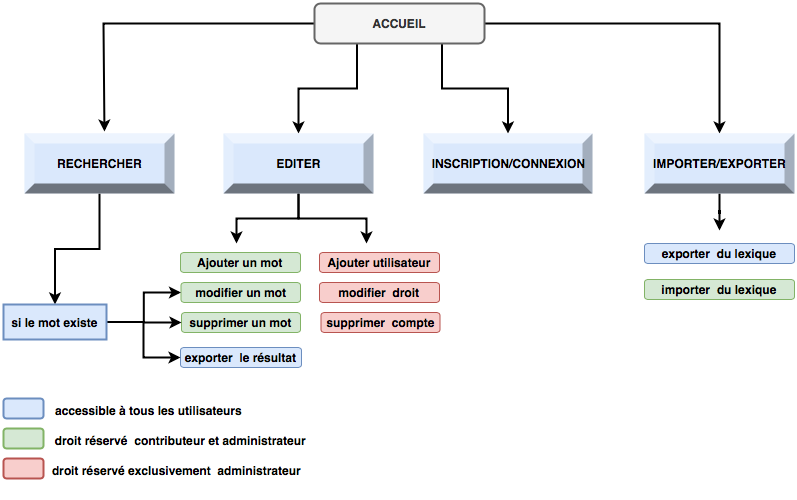 ACCUEIL
RECHERCHER
EDITER
INSCRIPTION/CONNEXION
IMPORTER/EXPORTER
Ajouter un mot
Ajouter utilisateur
exporter du lexique
modifier un mot
modifier droit
importer du lexique
si le mot existe
supprimer un mot
supprimer compte
exporter le résultat
accessible à tous les utilisateurs
droit réservé contributeur et administrateur
droit réservé exclusivement administrateur